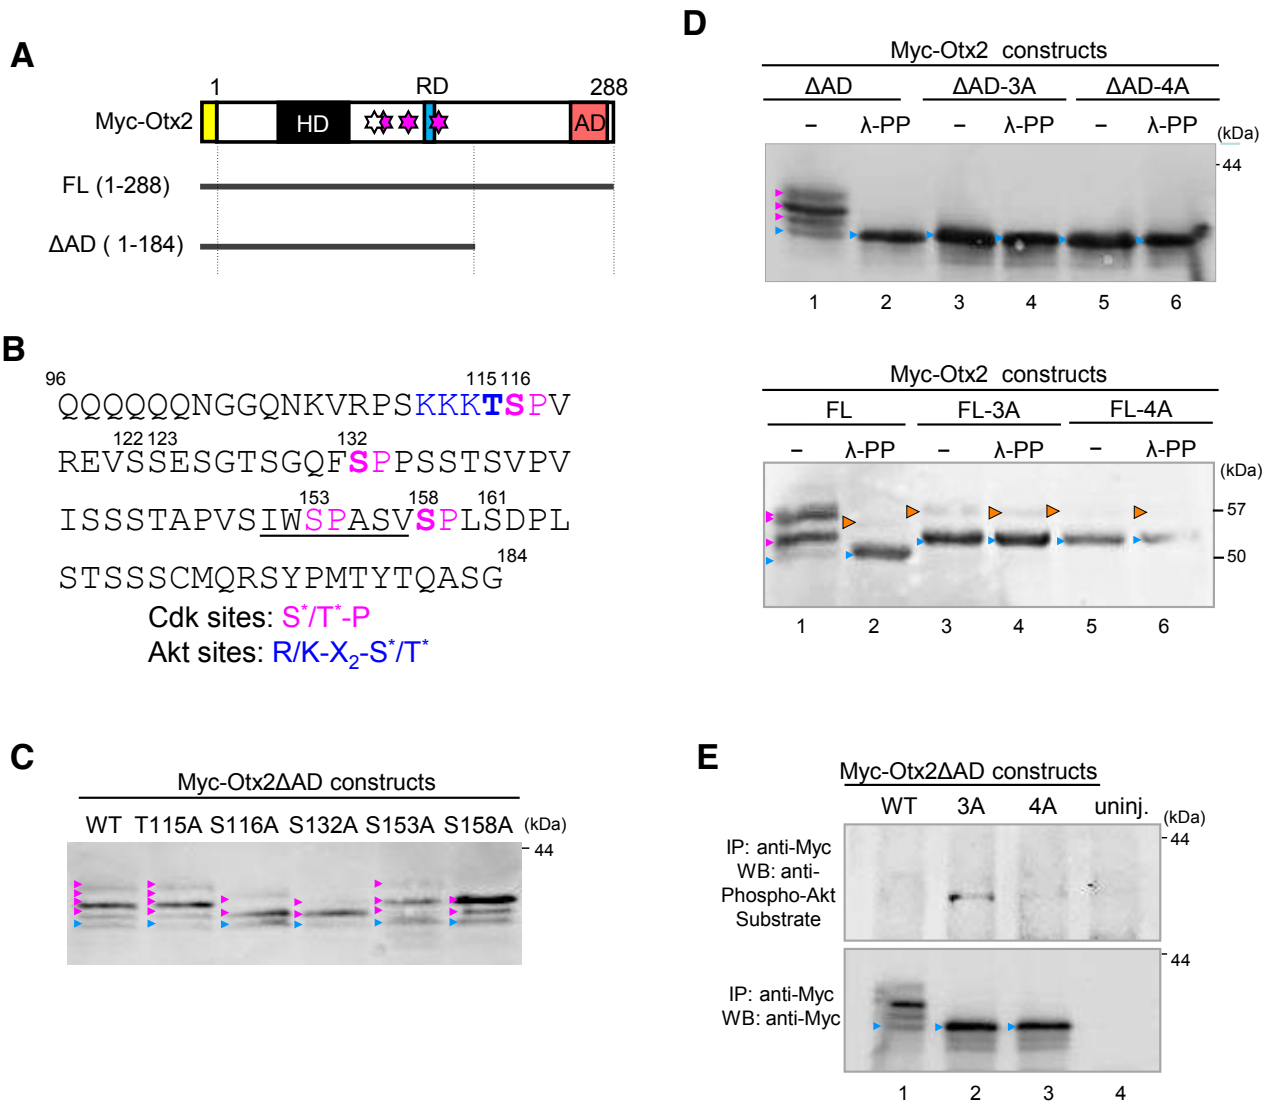 A
1
RD
288
Myc-Otx2
HD
AD
FL (1-288)
ΔAD ( 1-184)
B
96
115 116
QQQQQQNGGQNKVRPSKKKTSPV
122 123
132
REVSSESGTSGQFSPPSSTSVPV
153
158
161
ISSSTAPVSIWSPASVSPLSDPL
184
STSSSCMQRSYPMTYTQASG
Cdk sites: S*/T*-P
Akt sites: R/K-X2-S*/T*
C
Myc-Otx2ΔAD constructs
WT T115A S116A S132A S153A S158A (kDa)
44
D
Myc-Otx2 constructs
ΔAD ΔAD-3A ΔAD-4A
– λ-PP – λ-PP – λ-PP
(kDa)
44
1 2 3 4 5 6
Myc-Otx2 constructs
FL FL-3A FL-4A
– λ-PP – λ-PP – λ-PP
(kDa)
57
50
1 2 3 4 5 6
E
Myc-Otx2ΔAD constructs
WT 3A 4A uninj.
(kDa)
44
IP: anti-Myc
WB: anti-
Phospho-Akt
Substrate
44
IP: anti-Myc
WB: anti-Myc
1 2 3 4